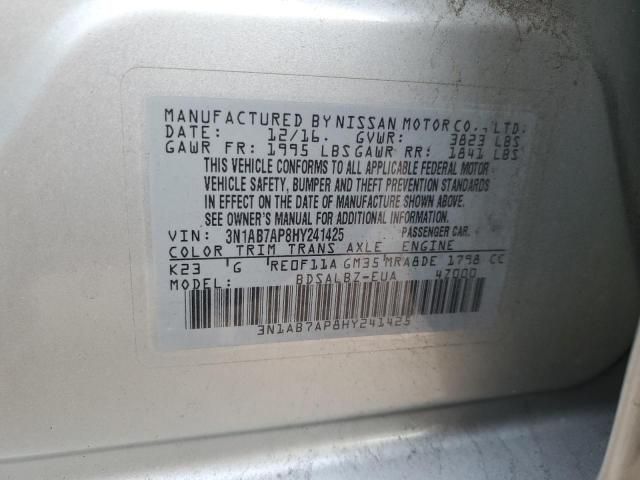 MANUFACTURED BY NISSAN MOTOR CO., LTD.
DATE: 12/16. GVWR: 3823 LBS
GAWR FR: 1995 LBS GAWR RR: 1841 LBS
THIS VEHICLE CONFORMS TO ALL APPLICABLE FEDERAL MOTOR
VEHICLE SAFETY, BUMPER AND THEFT PREVENTION STANDARDS
IN EFFECT ON THE DATE OF MANUFACTURE SHOWN ABOVE.
SEE OWNER'S MANUAL FOR ADDITIONAL INFORMATION.
VIN: 3N1AB7AP8HY241425 PASSENGER CAR
COLOR TRIM TRANS AXLE ENGINE
K23 G RE0F11A GM35 MRA8DE 1798 CC
MODEL: BDSALBZ-EUA 47000
3N1AB7AP8HY241425